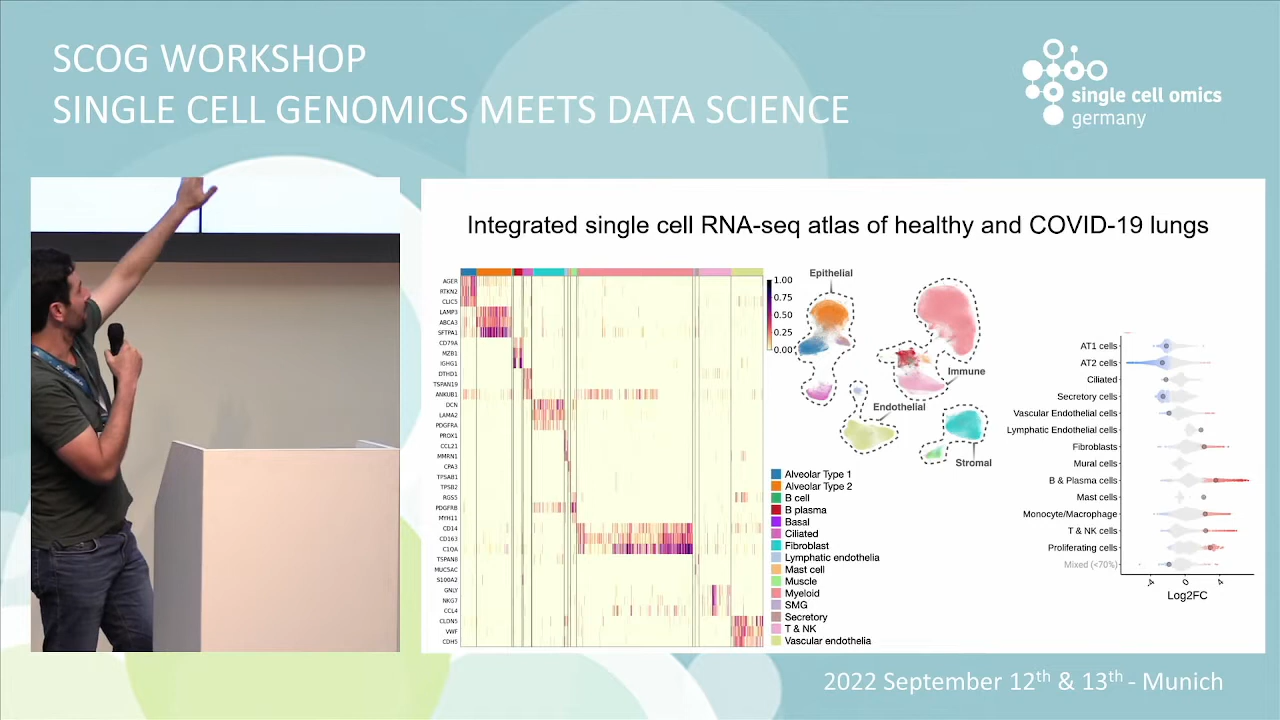 SCOG WORKSHOP
SINGLE CELL GENOMICS MEETS DATA SCIENCE
single cell omics
germany
Integrated single cell RNA-seq atlas of healthy and COVID-19 lungs
AGER
RTKN2
CLIC5
LAMP3
ABCA3
SFTPA1
CD79A
MZB1
IGHG1
DTHD1
TSPAN19
ANKUB1
DCN
LAMA2
PDGFRA
PROX1
CCL21
MMRN1
CPA3
TPSAB1
TPSB2
RGS5
PDGFRB
MYH11
CD14
CD163
C1QA
TSPAN8
MUC5AC
S100A2
GNLY
NKG7
CCL4
CLDN5
VWF
CDH5
1.00
0.75
0.50
0.25
0.00
Epithelial
Immune
Endothelial
Stromal
Alveolar Type 1
Alveolar Type 2
B cell
B plasma
Basal
Ciliated
Fibroblast
Lymphatic endothelia
Mast cell
Muscle
Myeloid
SMG
Secretory
T & NK
Vascular endothelia
AT1 cells
AT2 cells
Ciliated
Secretory cells
Vascular Endothelial cells
Lymphatic Endothelial cells
Fibroblasts
Mural cells
B & Plasma cells
Mast cells
Monocyte/Macrophage
T & NK cells
Proliferating cells
Mixed (<70%)
-4 0 4
Log2FC
2022 September 12th & 13th - Munich